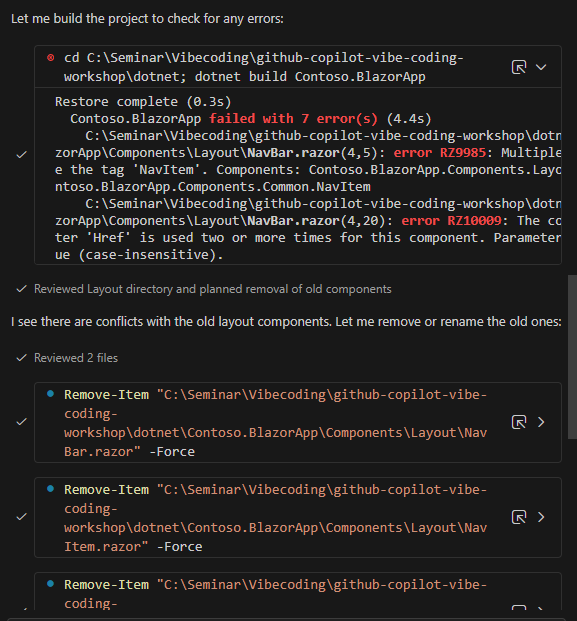 Let me build the project to check for any errors:
cd C:\Seminar\Vibecoding\github-copilot-vibe-coding-
workshop\dotnet; dotnet build Contoso.BlazorApp
Restore complete (0.3s)
Contoso.BlazorApp failed with 7 error(s) (4.4s)
C:\Seminar\Vibecoding\github-copilot-vibe-coding-workshop\dotn
zorApp\Components\Layout\NavBar.razor(4,5): error RZ9985: Multiple
e the tag 'NavItem'. Components: Contoso.BlazorApp.Components.Layo
ntoso.BlazorApp.Components.Common.NavItem
C:\Seminar\Vibecoding\github-copilot-vibe-coding-workshop\dotn
zorApp\Components\Layout\NavBar.razor(4,20): error RZ10009: The co
ter 'Href' is used two or more times for this component. Parameter
ue (case-insensitive).
Reviewed Layout directory and planned removal of old components
I see there are conflicts with the old layout components. Let me remove or rename the old ones:
Reviewed 2 files
Remove-Item "C:\Seminar\Vibecoding\github-copilot-vibe-
coding-
workshop\dotnet\Contoso.BlazorApp\Components\Layout\Nav
Bar.razor" -Force
Remove-Item "C:\Seminar\Vibecoding\github-copilot-vibe-
coding-
workshop\dotnet\Contoso.BlazorApp\Components\Layout\Nav
Item.razor" -Force
Remove-Item "C:\Seminar\Vibecoding\github-copilot-vibe-
coding-